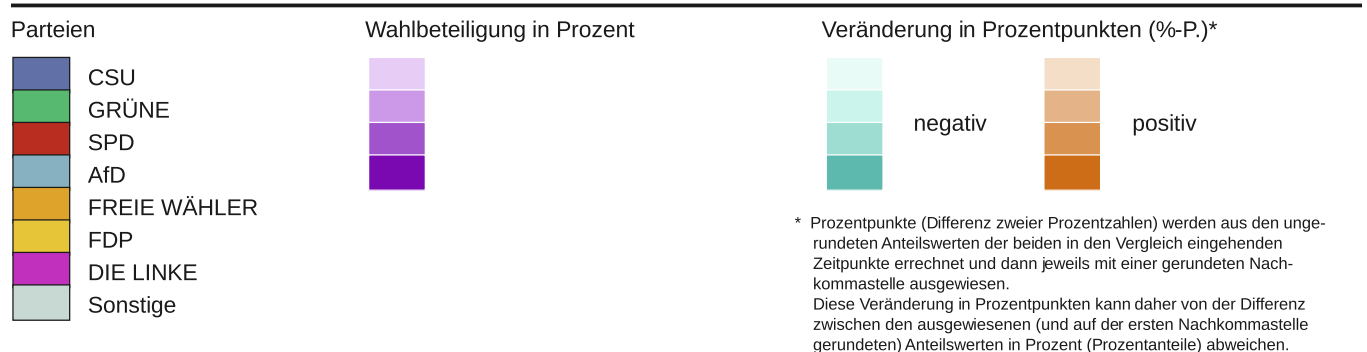 Parteien
CSU
GRÜNE
SPD
AfD
FREIE WÄHLER
FDP
DIE LINKE
Sonstige
Wahlbeteiligung in Prozent
Veränderung in Prozentpunkten (%-P.)*
negativ
positiv
* Prozentpunkte (Differenz zweier Prozentzahlen) werden aus den unge-
rundeten Anteilswerten der beiden in den Vergleich eingehenden
Zeitpunkte errechnet und dann jeweils mit einer gerundeten Nach-
kommastelle ausgewiesen.
Diese Veränderung in Prozentpunkten kann daher von der Differenz
zwischen den ausgewiesenen (und auf der ersten Nachkommastelle
gerundeten) Anteilswerten in Prozent (Prozentanteile) abweichen.